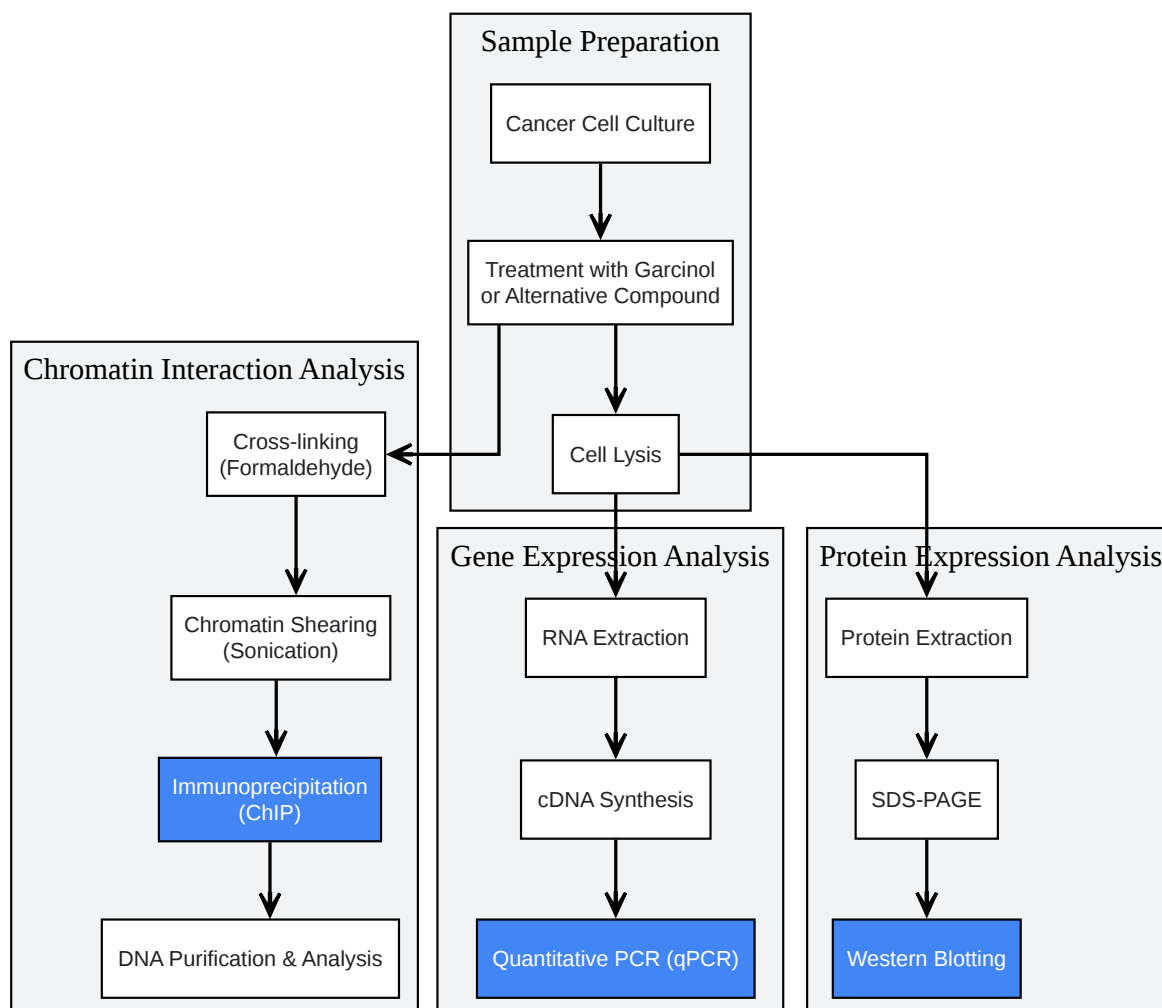 Sample Preparation
Cancer Cell Culture
Treatment with Garcinol
or Alternative Compound
Cell Lysis
Chromatin Interaction Analysis
Cross-linking
(Formaldehyde)
Chromatin Shearing
(Sonication)
Immunoprecipitation
(ChIP)
DNA Purification & Analysis
Gene Expression Analysis
RNA Extraction
cDNA Synthesis
Quantitative PCR (qPCR)
Protein Expression Analysis
Protein Extraction
SDS-PAGE
Western Blotting